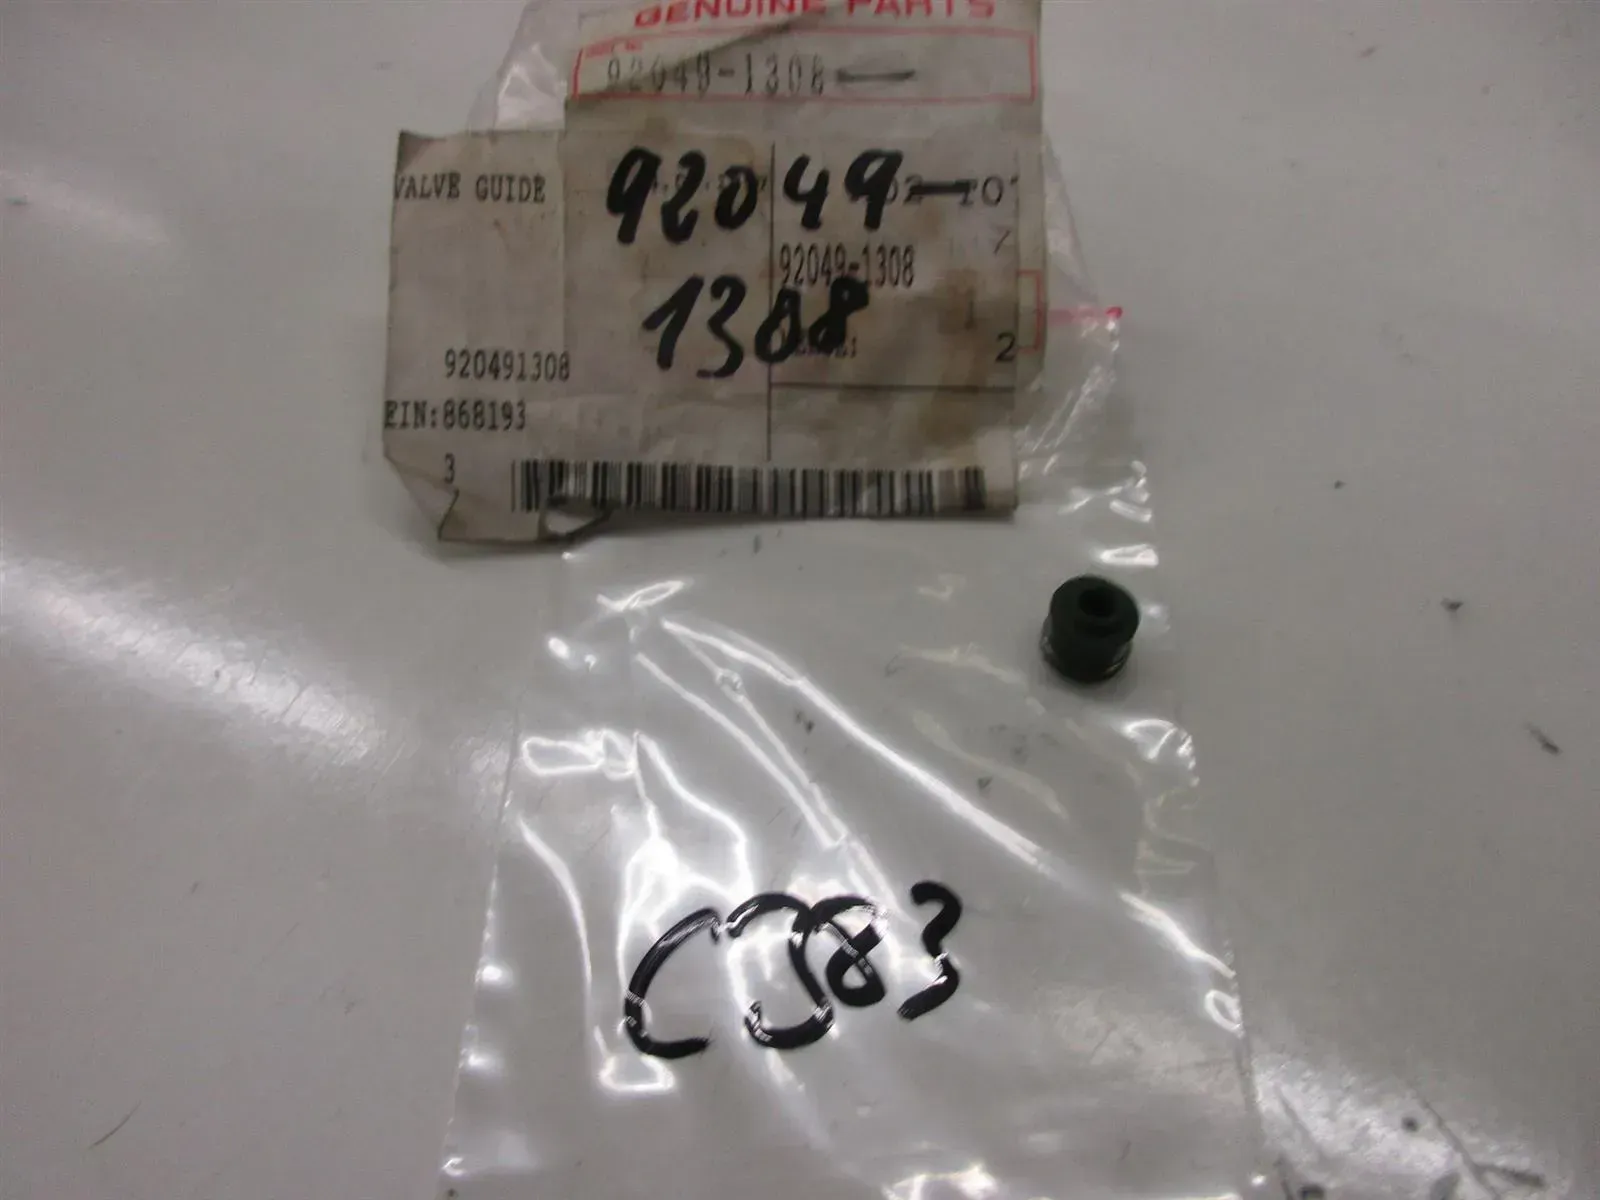 GENUINE PARTS
92049-1308
VALVE GUIDE
92049
92049-1308
1308
2
920491308
EIN:868193
3
C383